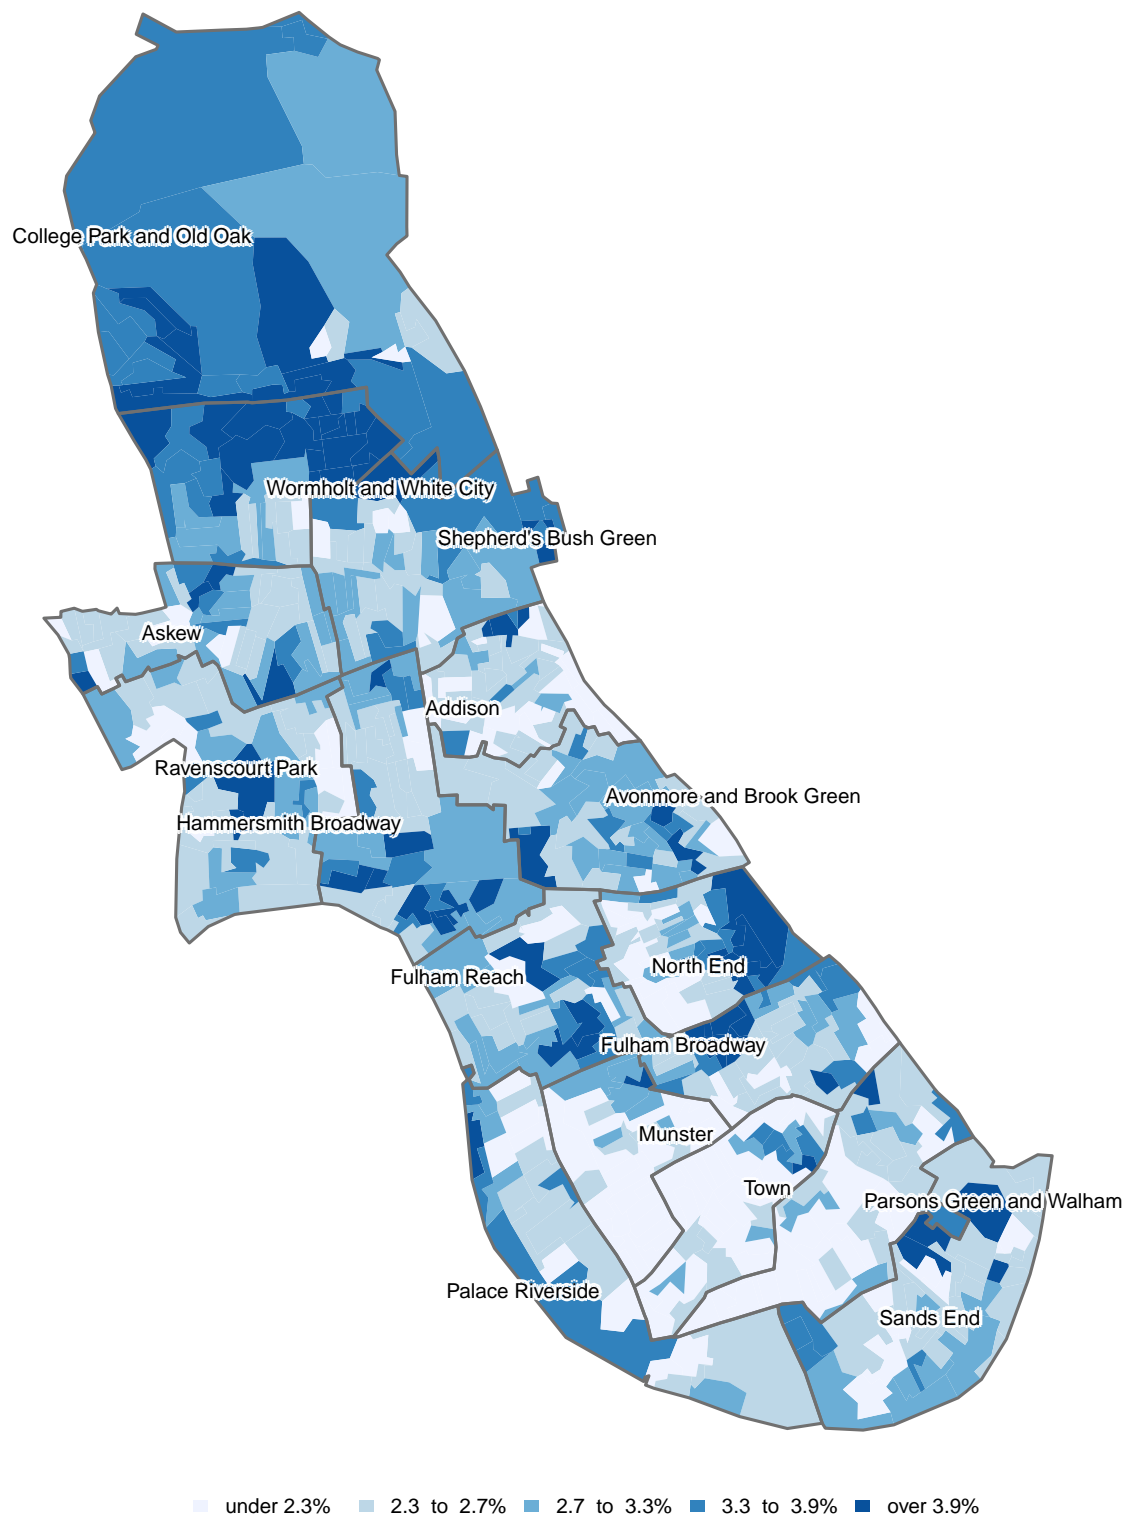 College Park and Old Oak
Wormholt and White City
Shepherd's Bush Green
Askew
Addison
Ravenscourt Park
Avonmore and Brook Green
Hammersmith Broadway
North End
Fulham Reach
Fulham Broadway
Munster
Town
Parsons Green and Walham
Palace Riverside
Sands End
under 2.3% 2.3 to 2.7% 2.7 to 3.3% 3.3 to 3.9% over 3.9%